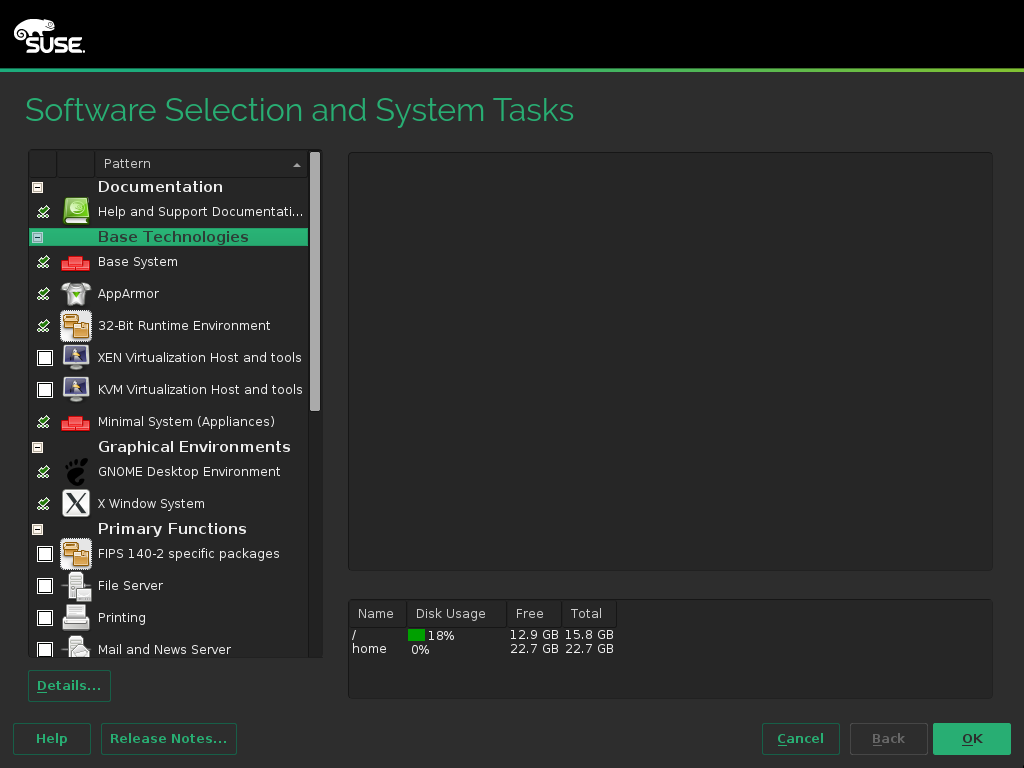 SUSE.
Software Selection and System Tasks
Pattern
Documentation
Help and Support Documentati...
Base Technologies
Base System
AppArmor
32-Bit Runtime Environment
XEN Virtualization Host and tools
KVM Virtualization Host and tools
Minimal System (Appliances)
Graphical Environments
GNOME Desktop Environment
X Window System
Primary Functions
FIPS 140-2 specific packages
File Server
Printing
Mail and News Server
Name Disk Usage Free Total
/ 18% 12.9 GB 15.8 GB
home 0% 22.7 GB 22.7 GB
Details...
Help Release Notes... Cancel Back OK